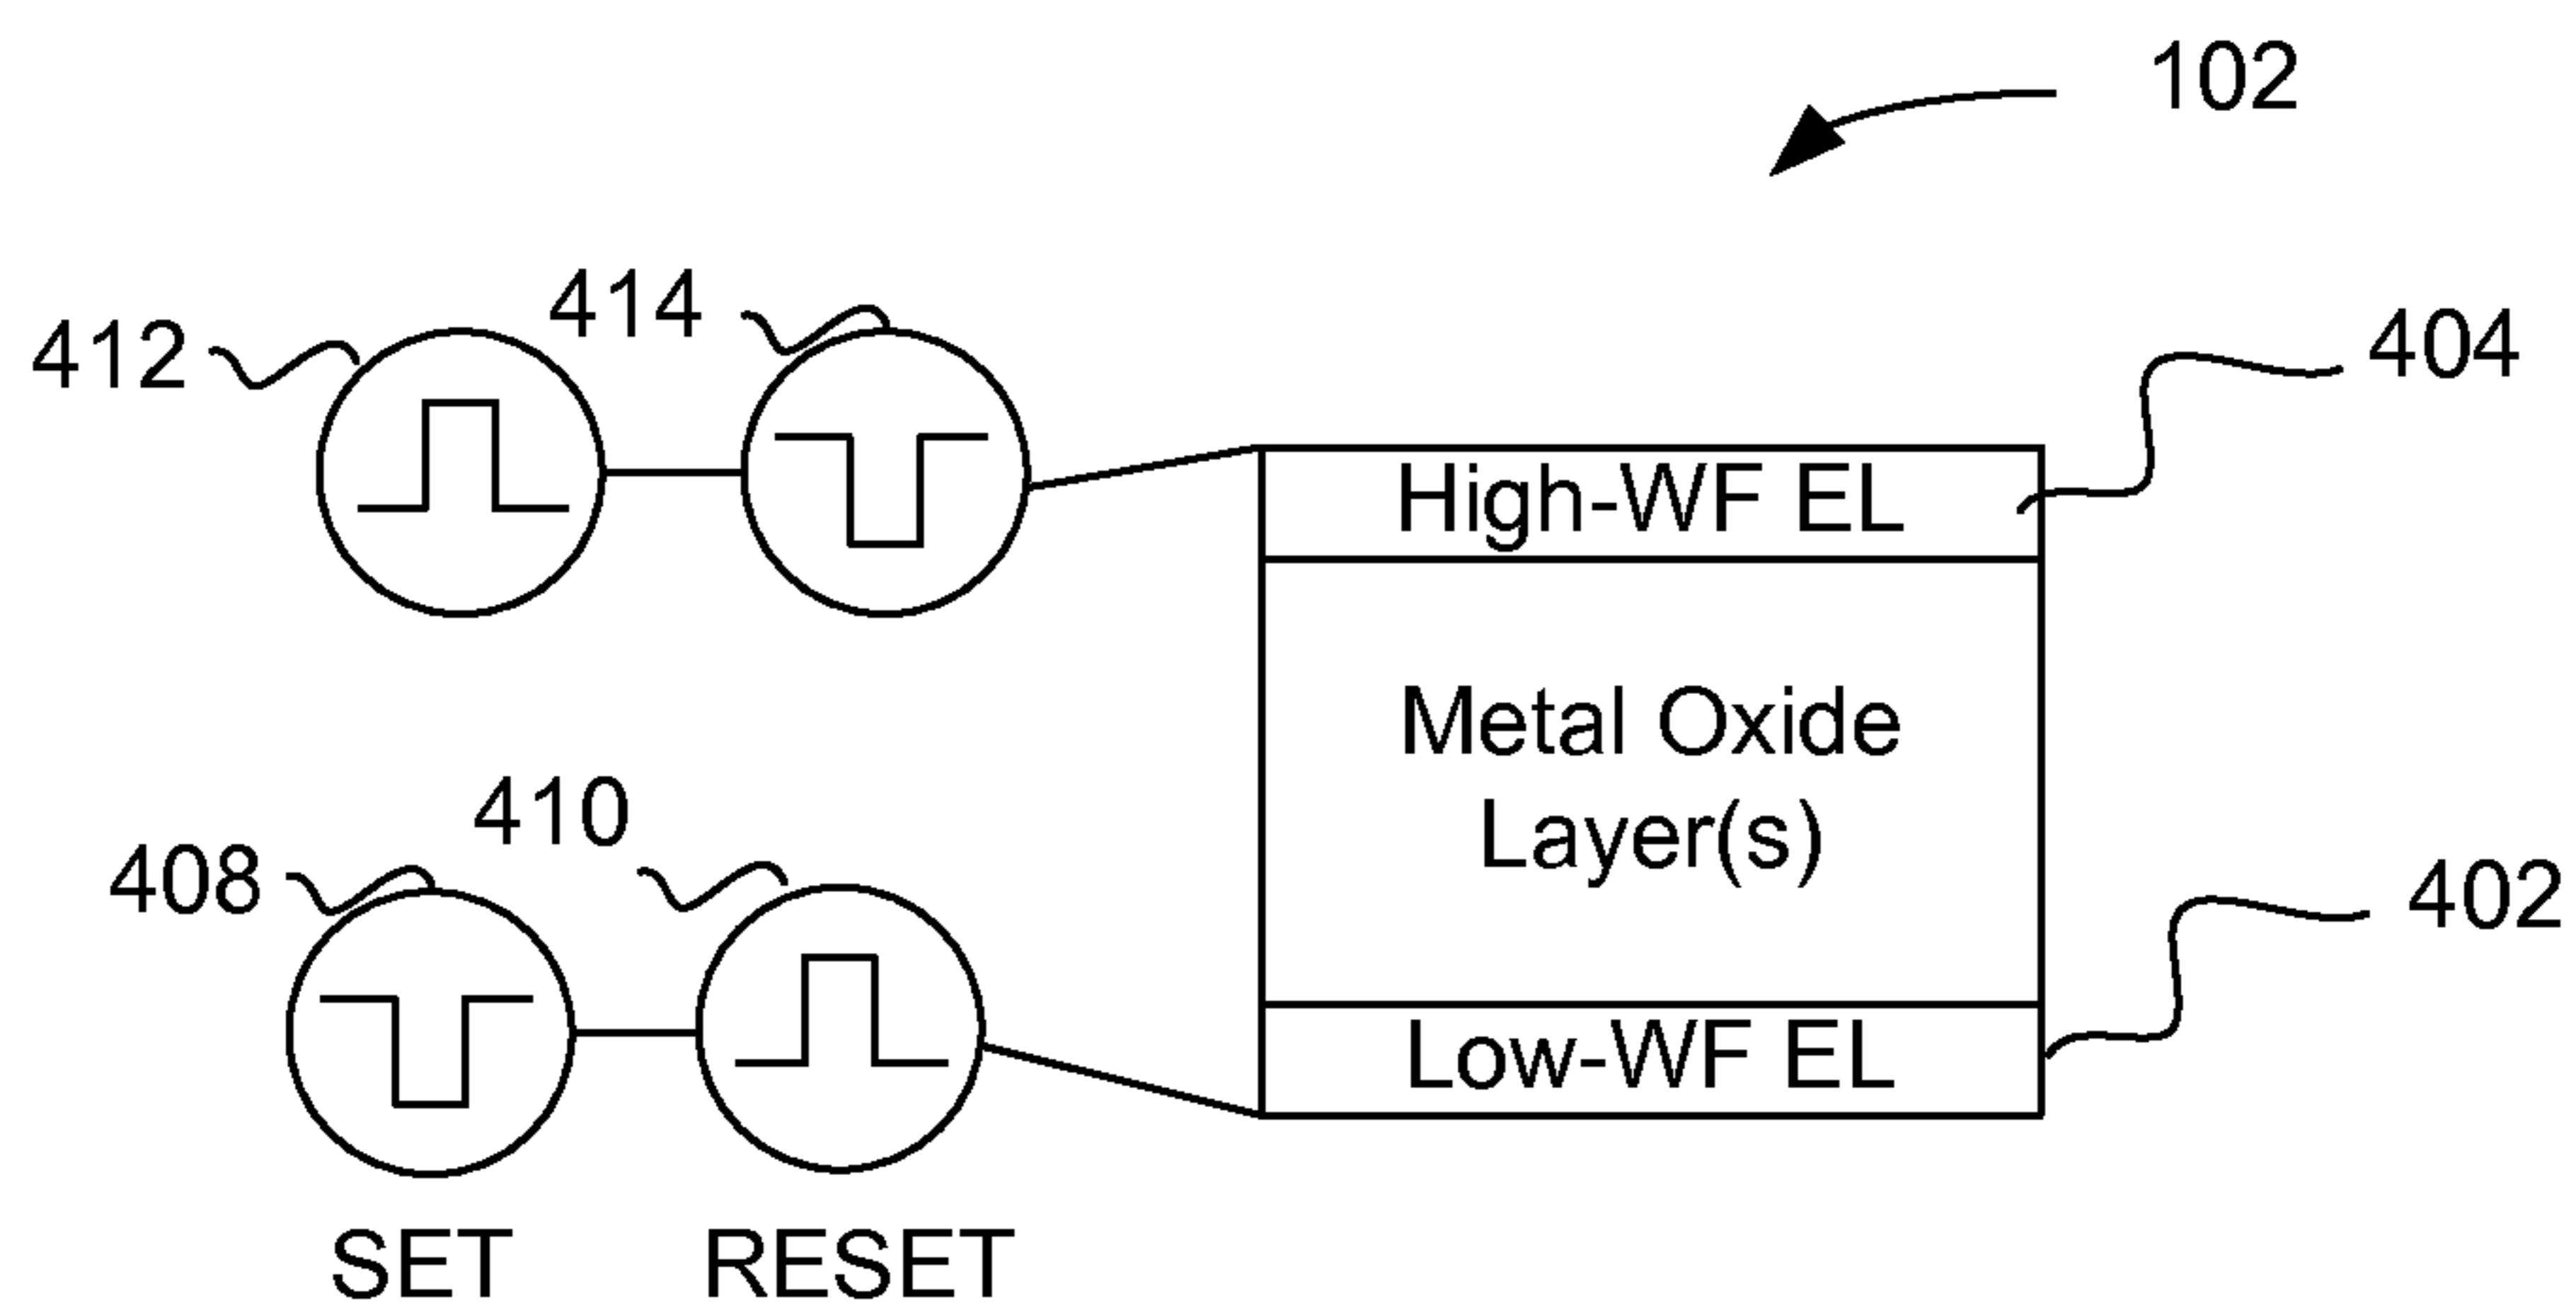 102
414
412
404
High-WF EL
Metal Oxide
Layer(s)
410
408
402
Low-WF EL
SET RESET